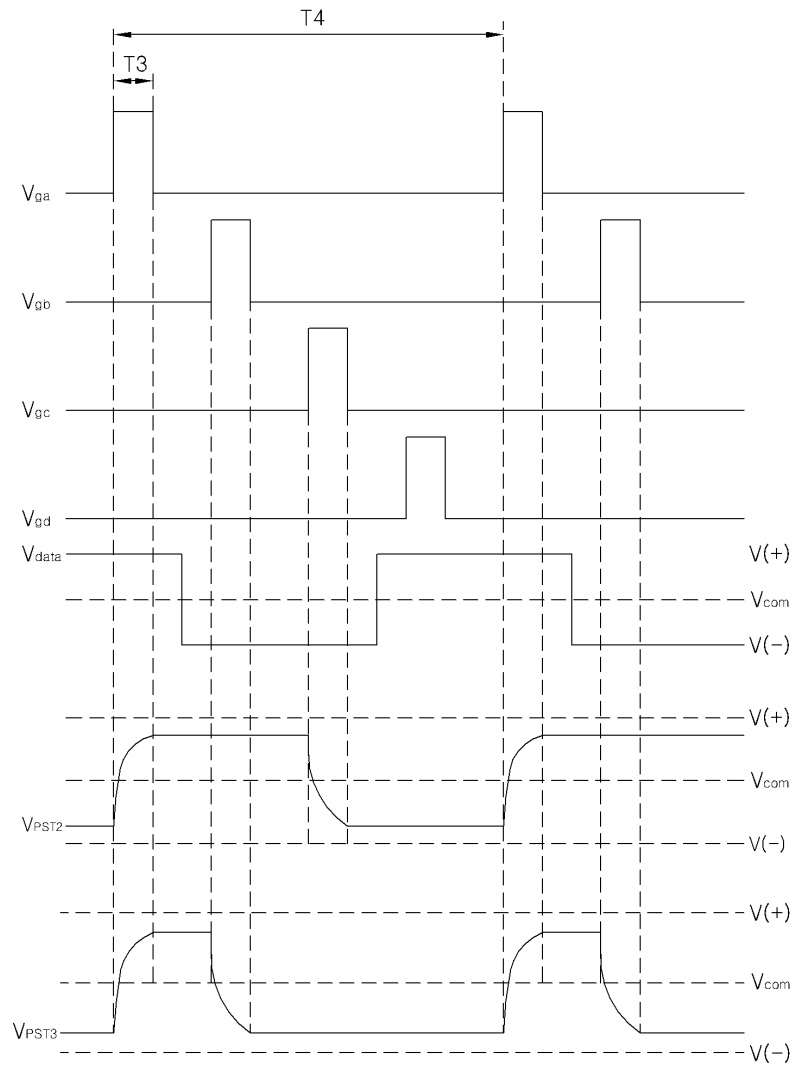 T4
T3
Vga
Vgb
Vgc
Vgd
Vdata
V(+)
Vcom
V(-)
V(+)
Vcom
VPST2
V(-)
V(+)
Vcom
VPST3
V(-)